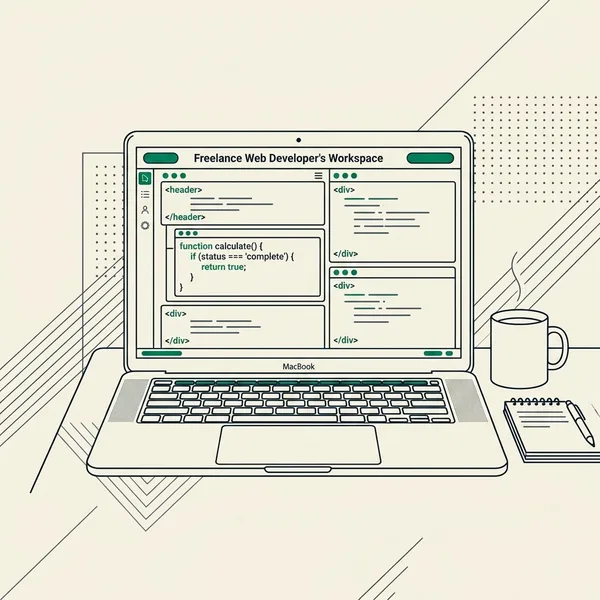 Freelance Web Developer's Workspace
<header>
</header>
function calculate() {
if (status === 'complete') {
return true;
}
}
</div>
<div>
</div>
<div>
</div>
MacBook